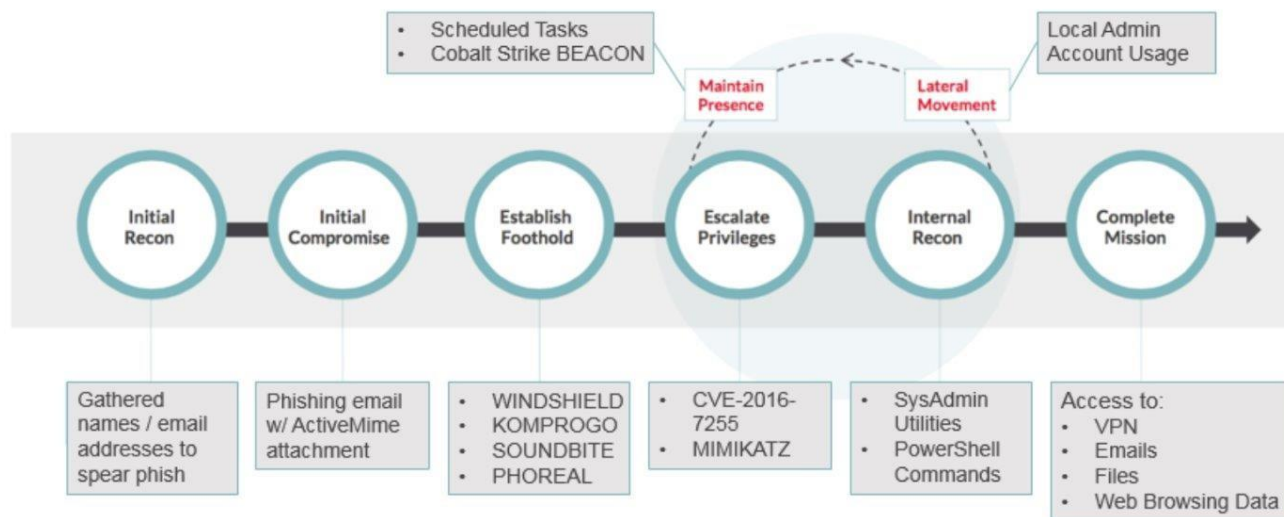 • Scheduled Tasks
• Cobalt Strike BEACON
Local Admin
Account Usage
Maintain
Presence
Lateral
Movement
Initial
Recon
Initial
Compromise
Establish
Foothold
Escalate
Privileges
Internal
Recon
Complete
Mission
Gathered
names / email
addresses to
spear phish
Phishing email
w/ ActiveMime
attachment
• WINDSHIELD
• KOMPROGO
• SOUNDBITE
• PHOREAL
• CVE-2016-
7255
• MIMIKATZ
• SysAdmin
Utilities
• PowerShell
Commands
Access to:
• VPN
• Emails
• Files
• Web Browsing Data